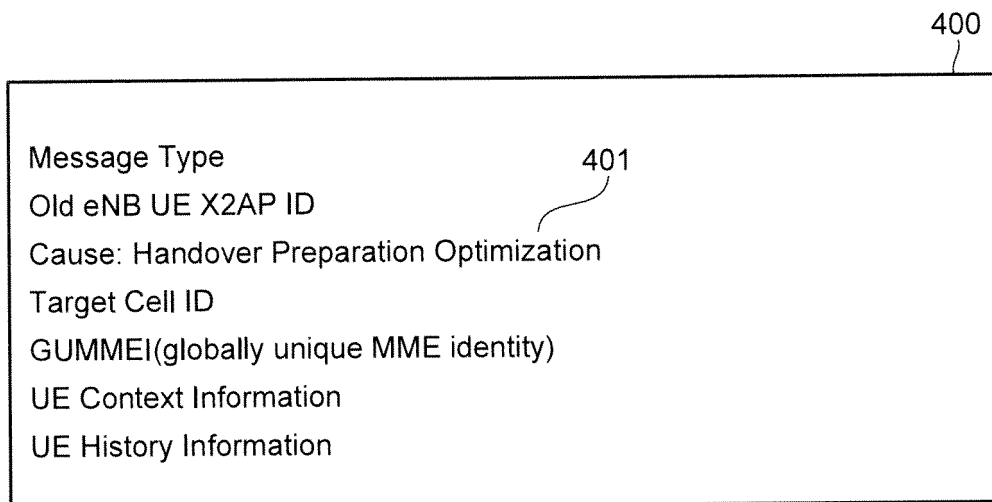 400
Message Type
401
Old eNB UE X2AP ID
Cause: Handover Preparation Optimization
Target Cell ID
GUMMEI(globally unique MME identity)
UE Context Information
UE History Information